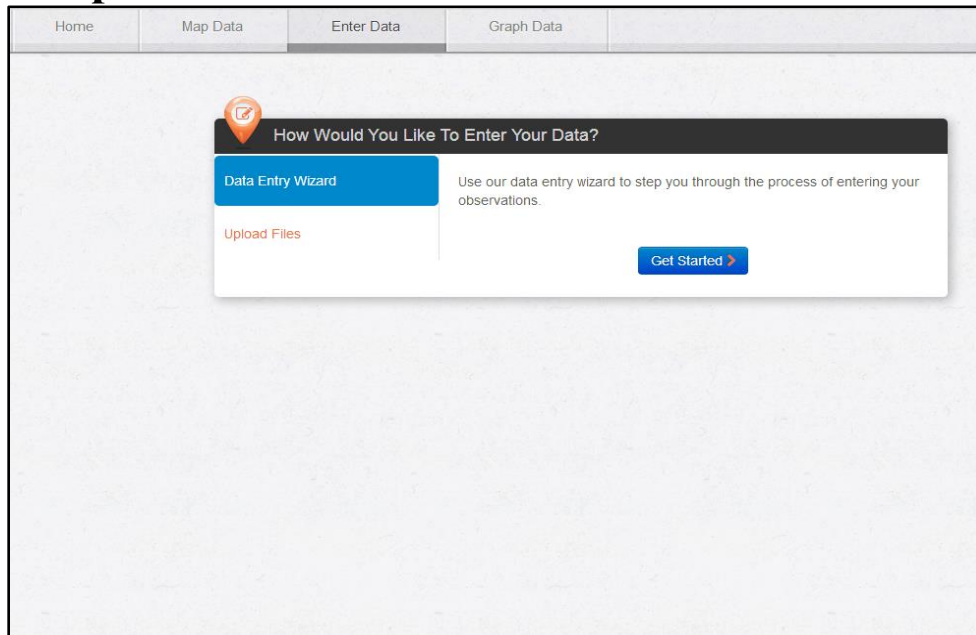 Home Map Data Enter Data Graph Data
How Would You Like To Enter Your Data?
Data Entry Wizard
Upload Files
Use our data entry wizard to step you through the process of entering your
observations.
Get Started